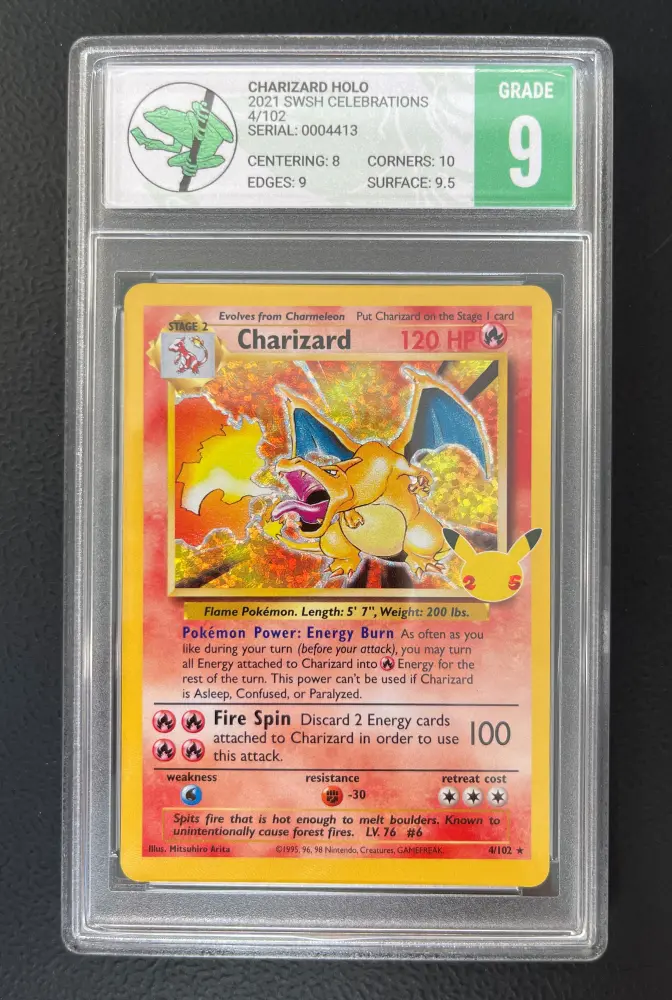 CHARIZARD HOLO
2021 SWSH CELEBRATIONS
4/102
SERIAL: 0004413
CENTERING: 8 CORNERS: 10
EDGES: 9 SURFACE: 9.5
GRADE
9
Evolves from Charmeleon Put Charizard on the Stage 1 card
STAGE 2
Charizard 120 HP
25
Flame Pokémon. Length: 5' 7", Weight: 200 lbs.
Pokémon Power: Energy Burn As often as you
like during your turn (before your attack), you may turn
all Energy attached to Charizard into Energy for the
rest of the turn. This power can't be used if Charizard
is Asleep, Confused, or Paralyzed.
Fire Spin Discard 2 Energy cards
attached to Charizard in order to use 100
this attack.
weakness resistance retreat cost
-30
Spits fire that is hot enough to melt boulders. Known to
unintentionally cause forest fires. LV. 76 #6
Illus. Mitsuhiro Arita ©1995, 96, 98 Nintendo, Creatures, GAMEFREAK. 4/102 ★